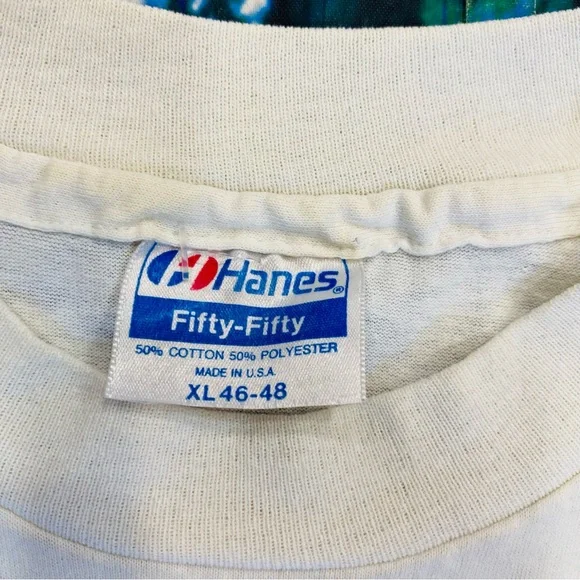 Hanes®
Fifty-Fifty
50% COTTON 50% POLYESTER
MADE IN U.S.A.
XL 46-48